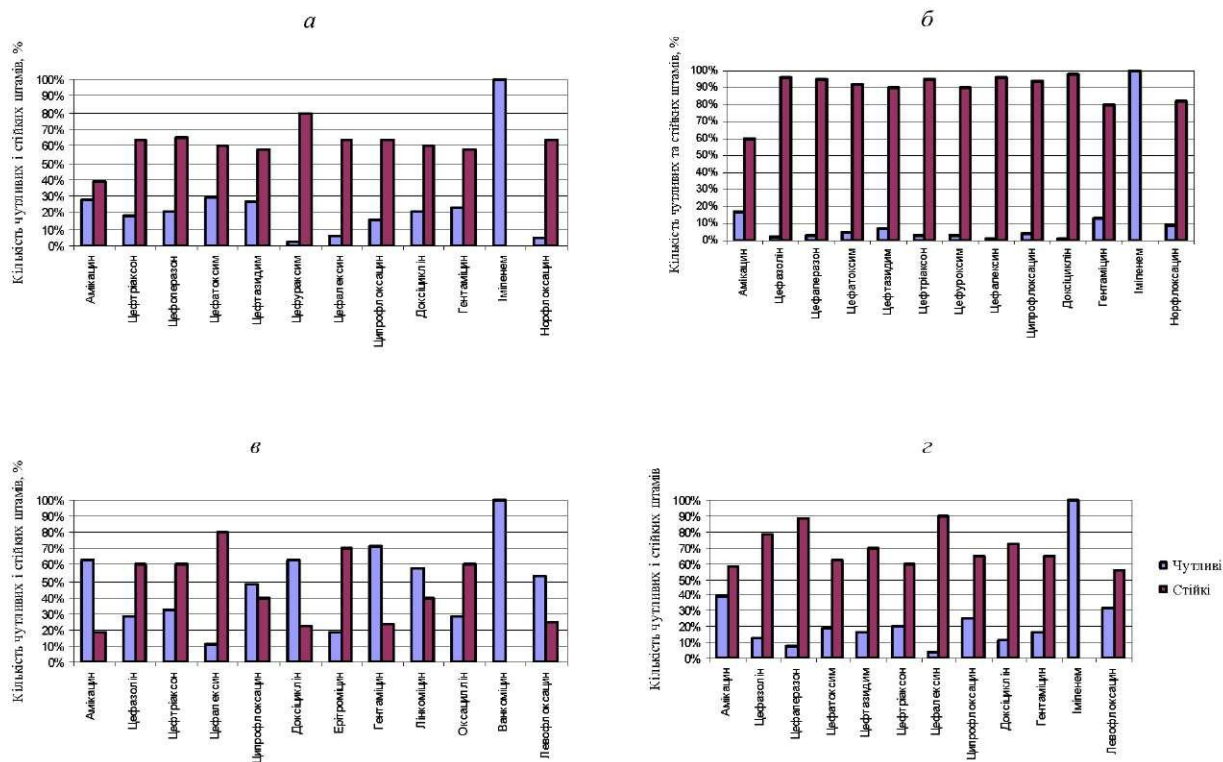 а
Кількість чутливих і стійких штамів, %
100%
90%
80%
70%
60%
50%
40%
30%
20%
10%
0%
Амікацин
Цефтріаксон
Цефоперазон
Цефатоксим
Цефтазидим
Цефураксим
Цефалексин
Ципрофлоксацин
Доксіциклін
Гентаміцин
Іміпенем
Норфлоксацин
б
Кількість чутливих та стійких штамів, %
100%
90%
80%
70%
60%
50%
40%
30%
20%
10%
0%
Амікацин
Цефазолін
Цефаперазон
Цефатоксим
Цефтазидим
Цефтріаксон
Цефуроксим
Цефалексин
Ципрофлоксацин
Доксіциклін
Гентаміцин
Іміпенем
Норфлоксацин
в
Кількість чутливих і стійких штамів, %
100%
90%
80%
70%
60%
50%
40%
30%
20%
10%
0%
Амікацин
Цефазолін
Цефтріаксон
Цефалексин
Ципрофлоксацин
Доксіциклін
Ерітроміцин
Гентаміцин
Лінкоміцин
Оксациллін
Ванкоміцин
Левофлоксацин
г
Кількість чутливих і стійких штамів
100%
90%
80%
70%
60%
50%
40%
30%
20%
10%
0%
Амікацин
Цефазолін
Цефаперазон
Цефатоксим
Цефтазидим
Цефтріаксон
Цефалексин
Ципрофлоксацин
Доксіциклін
Гентаміцин
Іміпенем
Левофлоксацин
Чутливі
Стійкі